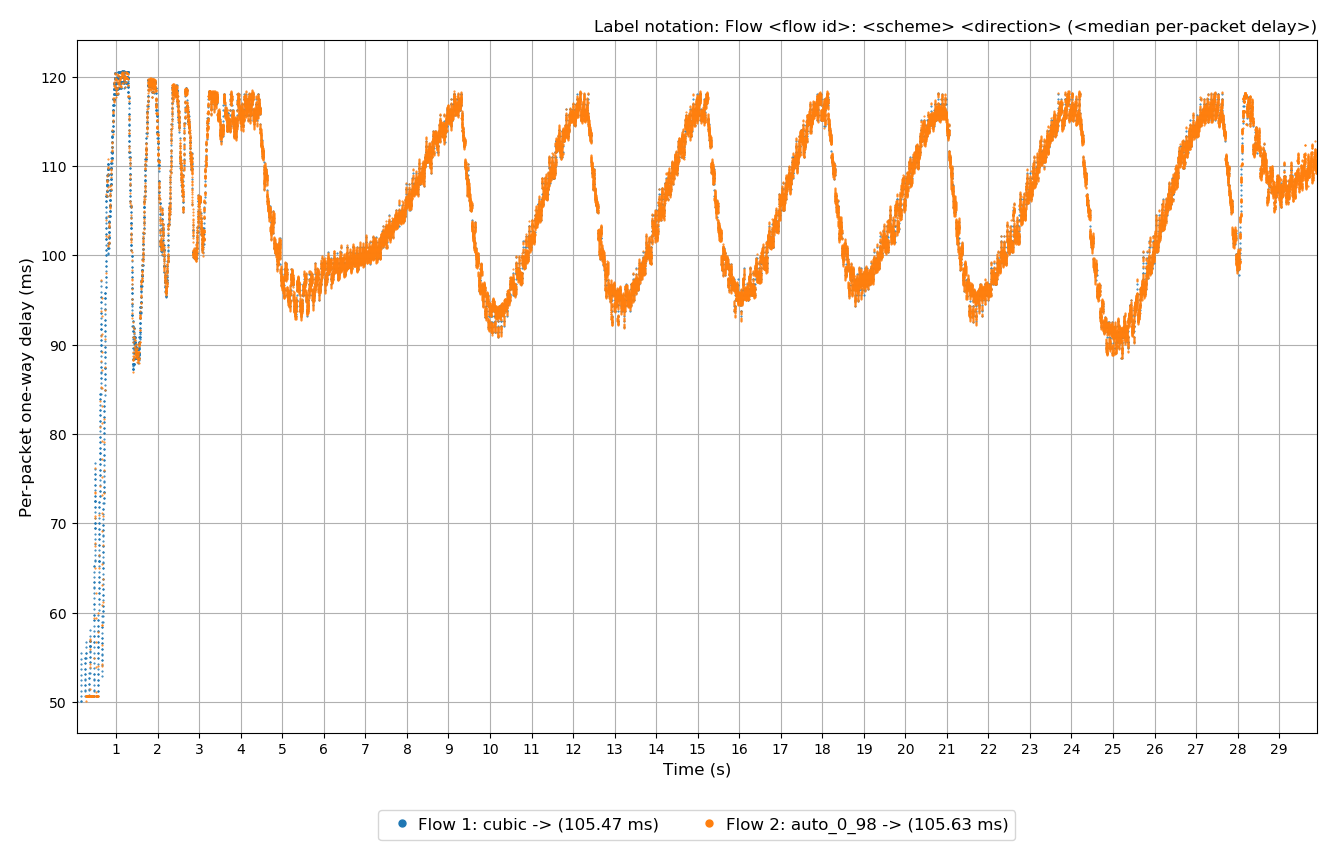 Label notation: Flow <flow id>: <scheme> <direction> (<median per-packet delay>)
120
110
100
90
80
70
60
50
Per-packet one-way delay (ms)
1 2 3 4 5 6 7 8 9 10 11 12 13 14 15 16 17 18 19 20 21 22 23 24 25 26 27 28 29
Time (s)
Flow 1: cubic -> (105.47 ms) Flow 2: auto_0_98 -> (105.63 ms)